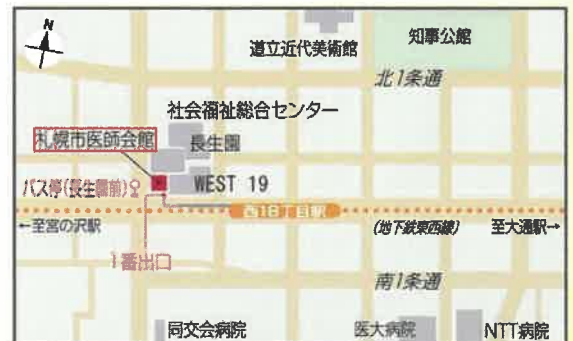 N
道立近代美術館
知事公館
北1条通
社会福祉総合センター
札幌市医師会館
長生園
バス停(長生園前)
WEST 19
西18丁目駅
←至宮の沢駅
(地下鉄東西線)
至大通駅→
1番出口
南1条通
同交会病院
医大病院
NTT病院